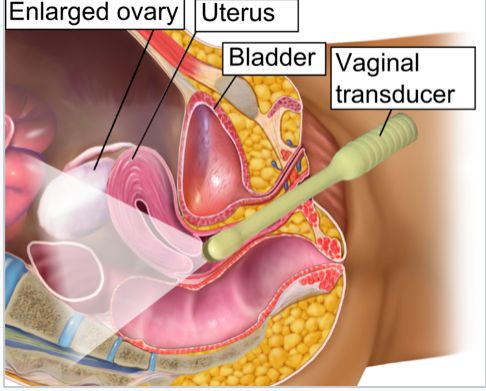 Enlarged ovary
Uterus
Bladder
Vaginal
transducer